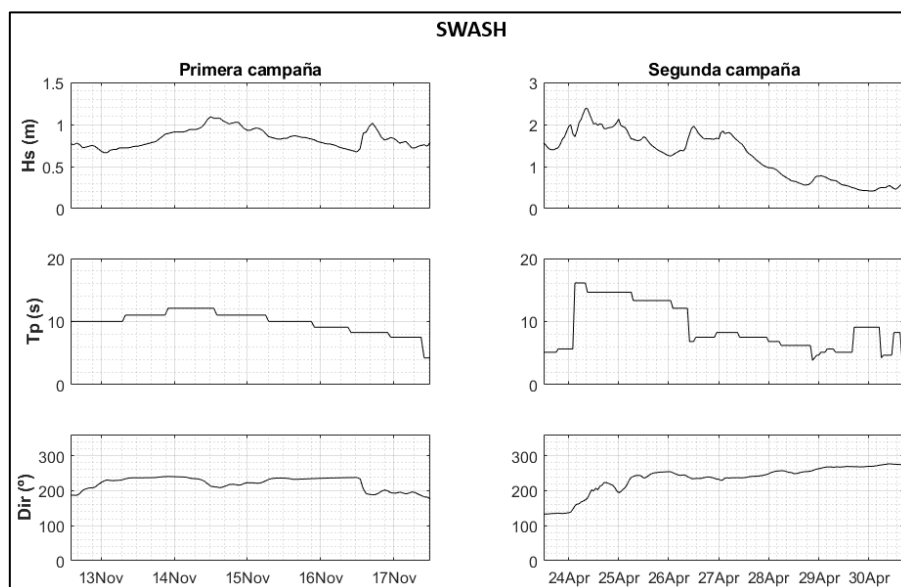 SWASH
Primera campaña
Segunda campaña
Hs (m)
1.5
1
0.5
0
3
2
1
0
Tp (s)
20
10
0
20
10
0
Dir (º)
300
200
100
0
13Nov 14Nov 15Nov 16Nov 17Nov
300
200
100
0
24Apr 25Apr 26Apr 27Apr 28Apr 29Apr 30Apr